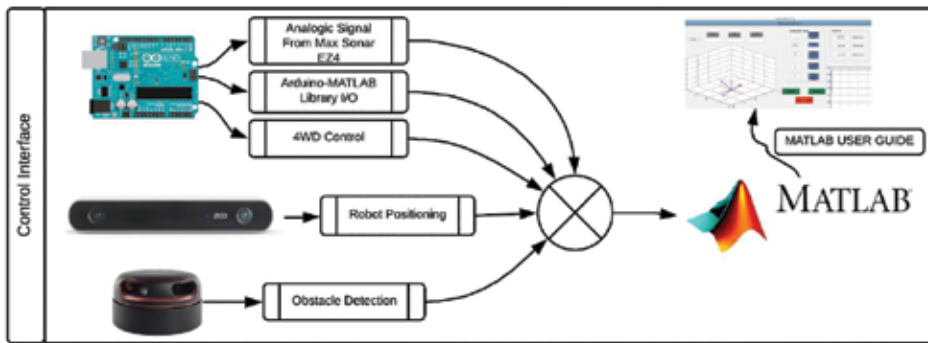 Control Interface
Analogic Signal
From Max Sonar
EZ4
Arduino-MATLAB
Library I/O
4WD Control
Robot Positioning
Obstacle Detection
MATLAB USER GUIDE
MATLAB